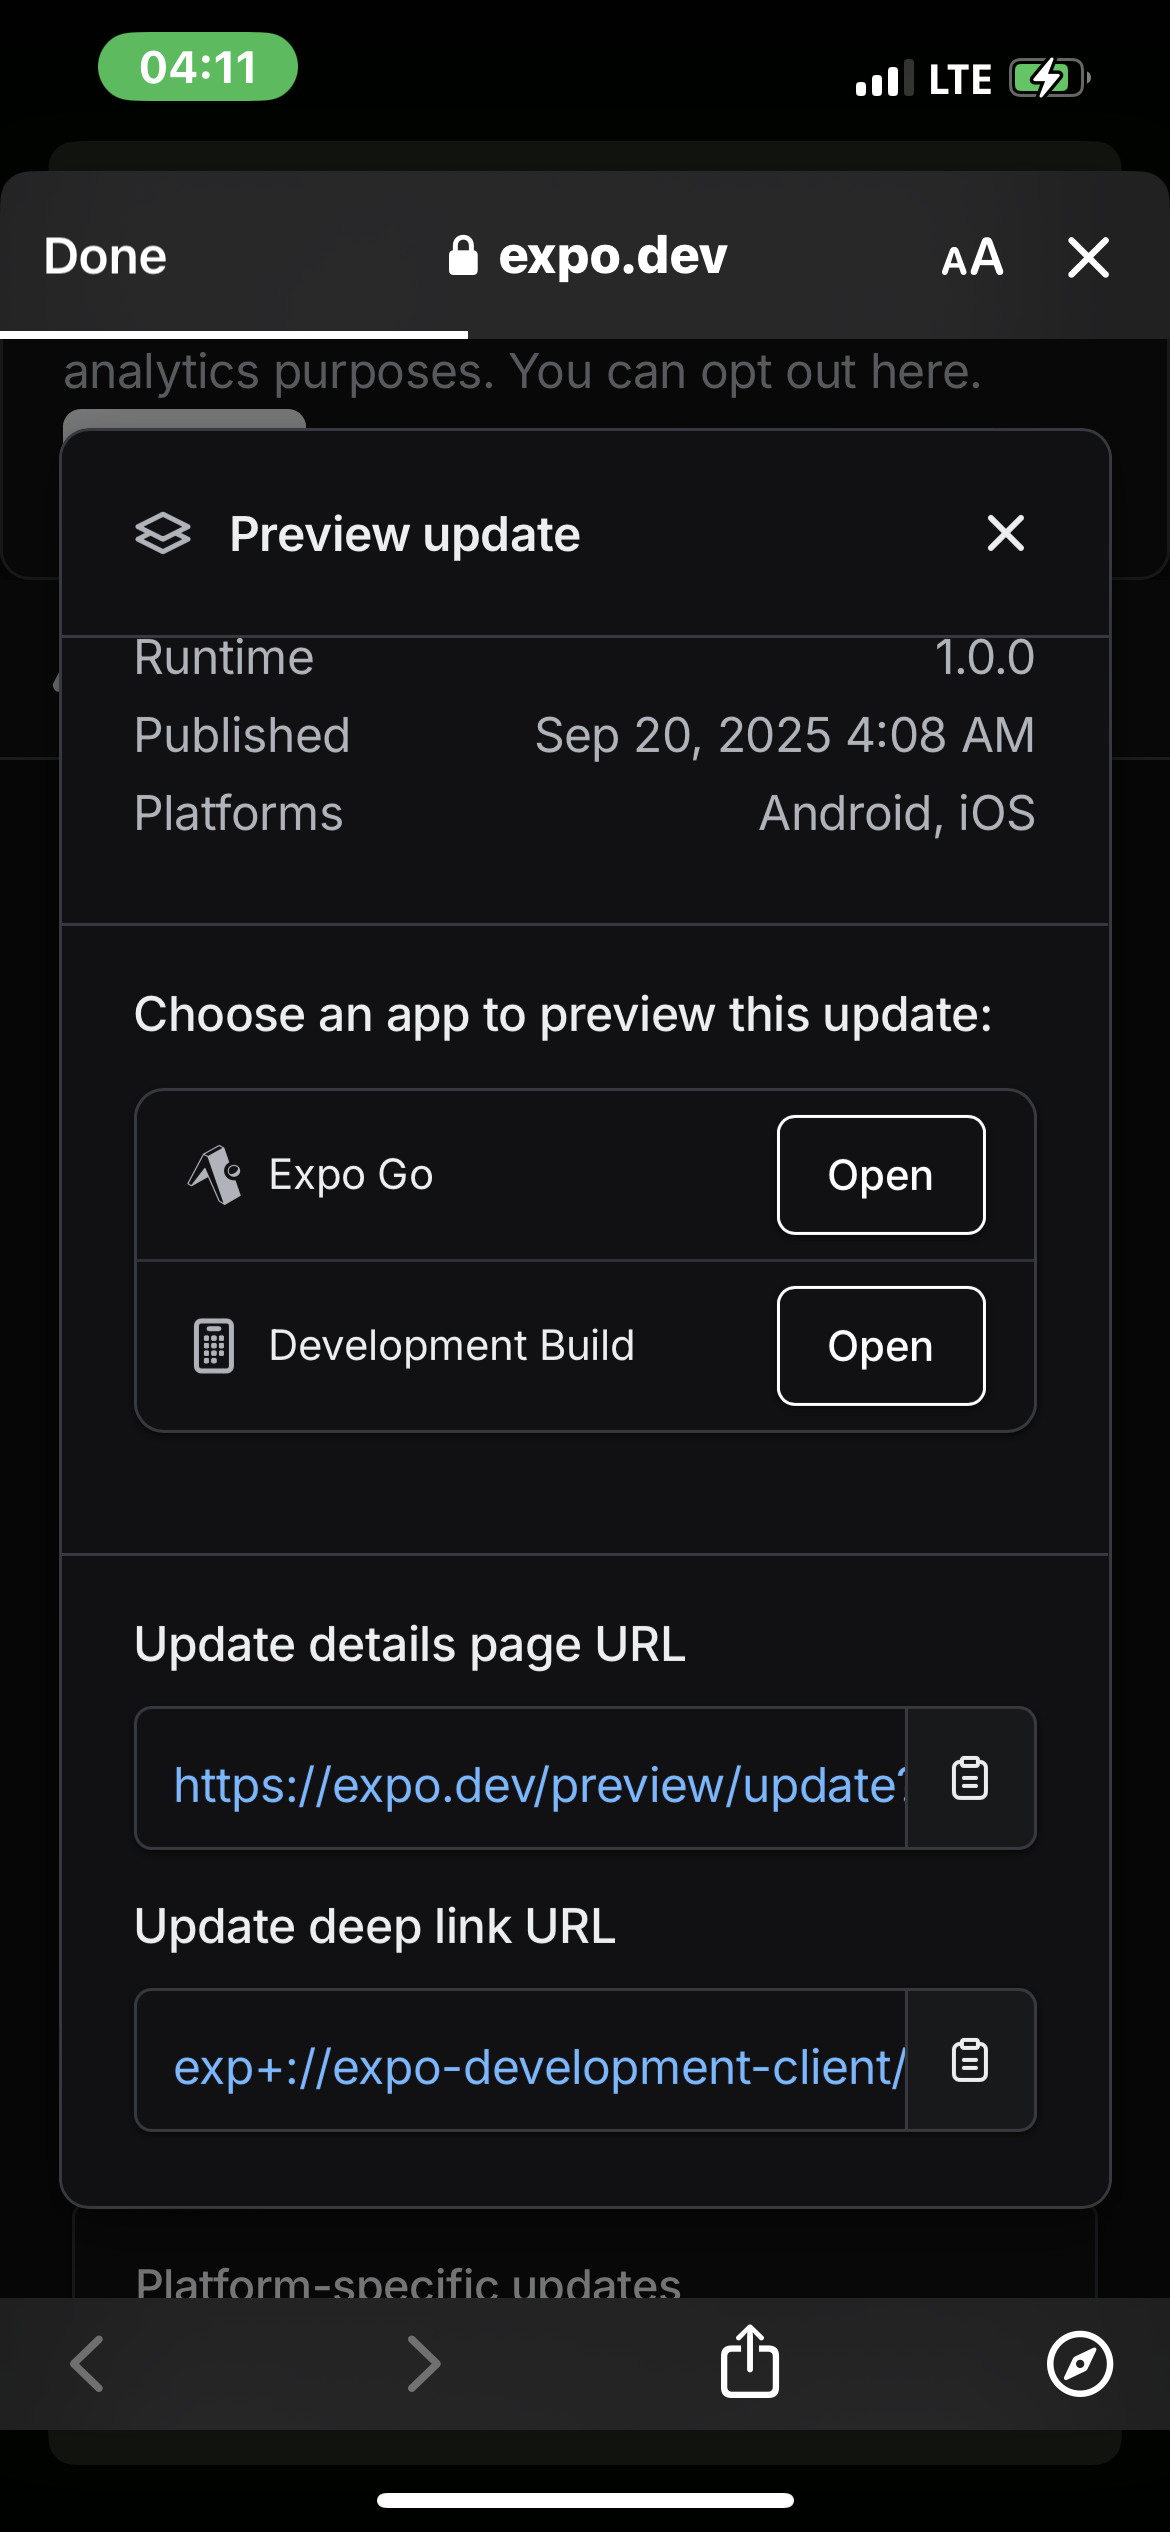 04:11
LTE
Done
expo.dev
AA
analytics purposes. You can opt out here.
Preview update
Runtime
1.0.0
Published
Sep 20, 2025 4:08 AM
Platforms
Android, iOS
Choose an app to preview this update:
Expo Go
Open
Development Build
Open
Update details page URL
https://expo.dev/preview/update?
Update deep link URL
exp+://expo-development-client/
Platform-specific updates